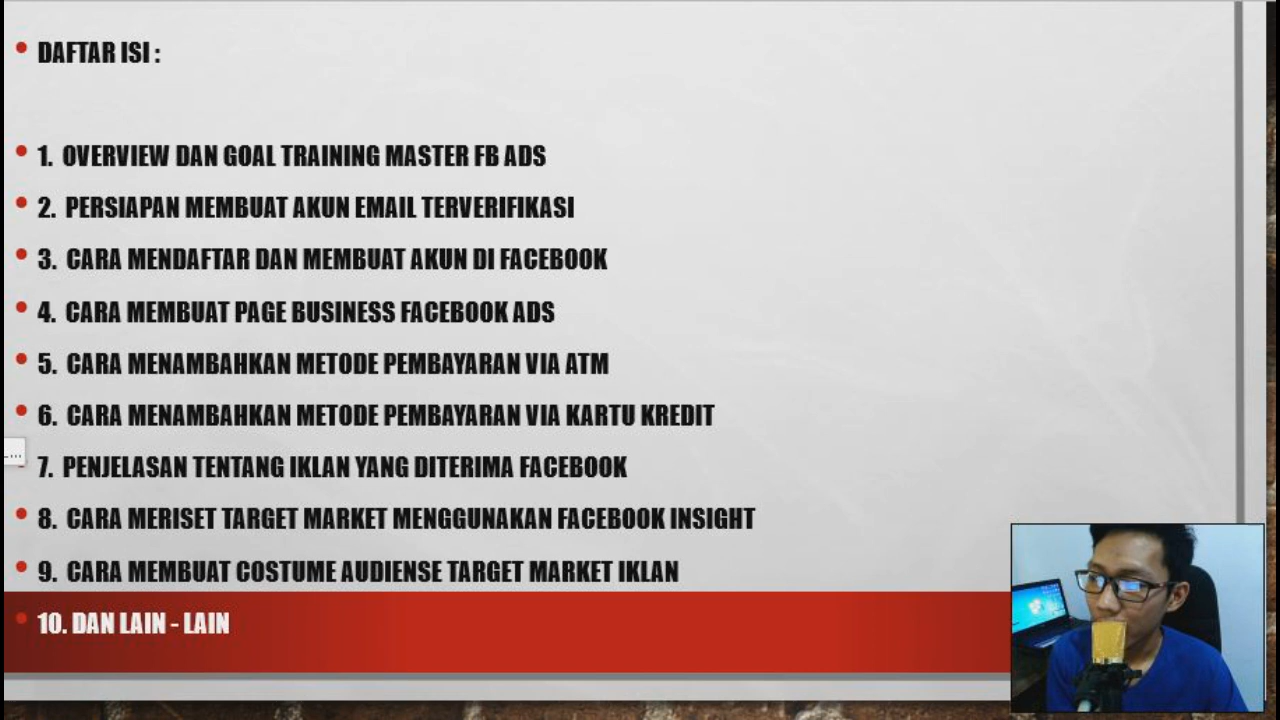 DAFTAR ISI :
1. OVERVIEW DAN GOAL TRAINING MASTER FB ADS
2. PERSIAPAN MEMBUAT AKUN EMAIL TERVERIFIKASI
3. CARA MENDAFTAR DAN MEMBUAT AKUN DI FACEBOOK
4. CARA MEMBUAT PAGE BUSINESS FACEBOOK ADS
5. CARA MENAMBAHKAN METODE PEMBAYARAN VIA ATM
6. CARA MENAMBAHKAN METODE PEMBAYARAN VIA KARTU KREDIT
7. PENJELASAN TENTANG IKLAN YANG DITERIMA FACEBOOK
8. CARA MERISET TARGET MARKET MENGGUNAKAN FACEBOOK INSIGHT
9. CARA MEMBUAT COSTUME AUDIENSE TARGET MARKET IKLAN
10. DAN LAIN - LAIN